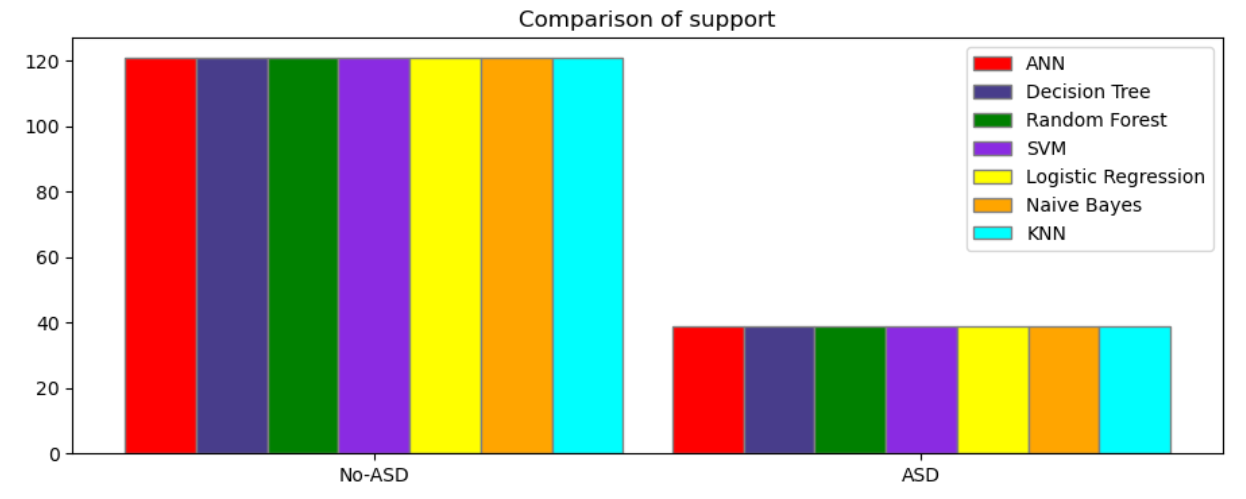 Comparison of support
120
100
80
60
40
20
0
No-ASD
ASD
ANN
Decision Tree
Random Forest
SVM
Logistic Regression
Naive Bayes
KNN